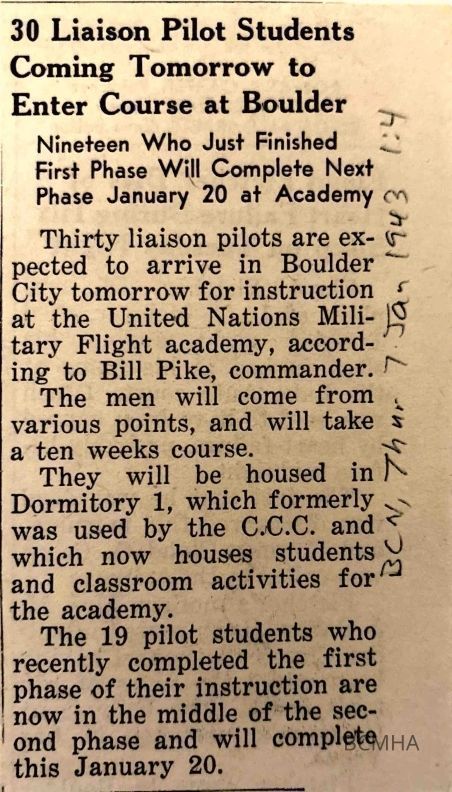 30 Liaison Pilot Students
Coming Tomorrow to
Enter Course at Boulder
Nineteen Who Just Finished
First Phase Will Complete Next
Phase January 20 at Academy
Thirty liaison pilots are ex-
pected to arrive in Boulder
City tomorrow for instruction
at the United Nations Mili-
tary Flight academy, accord-
ing to Bill Pike, commander.
The men will come from
various points, and will take
a ten weeks course.
They will be housed in
Dormitory 1, which formerly
was used by the C.C.C. and
which now houses students
and classroom activities for
the academy.
The 19 pilot students who
recently completed the first
phase of their instruction are
now in the middle of the sec-
ond phase and will complete
this January 20.
BCN, Thur 7 Jan 1943 1:4
BCMHA